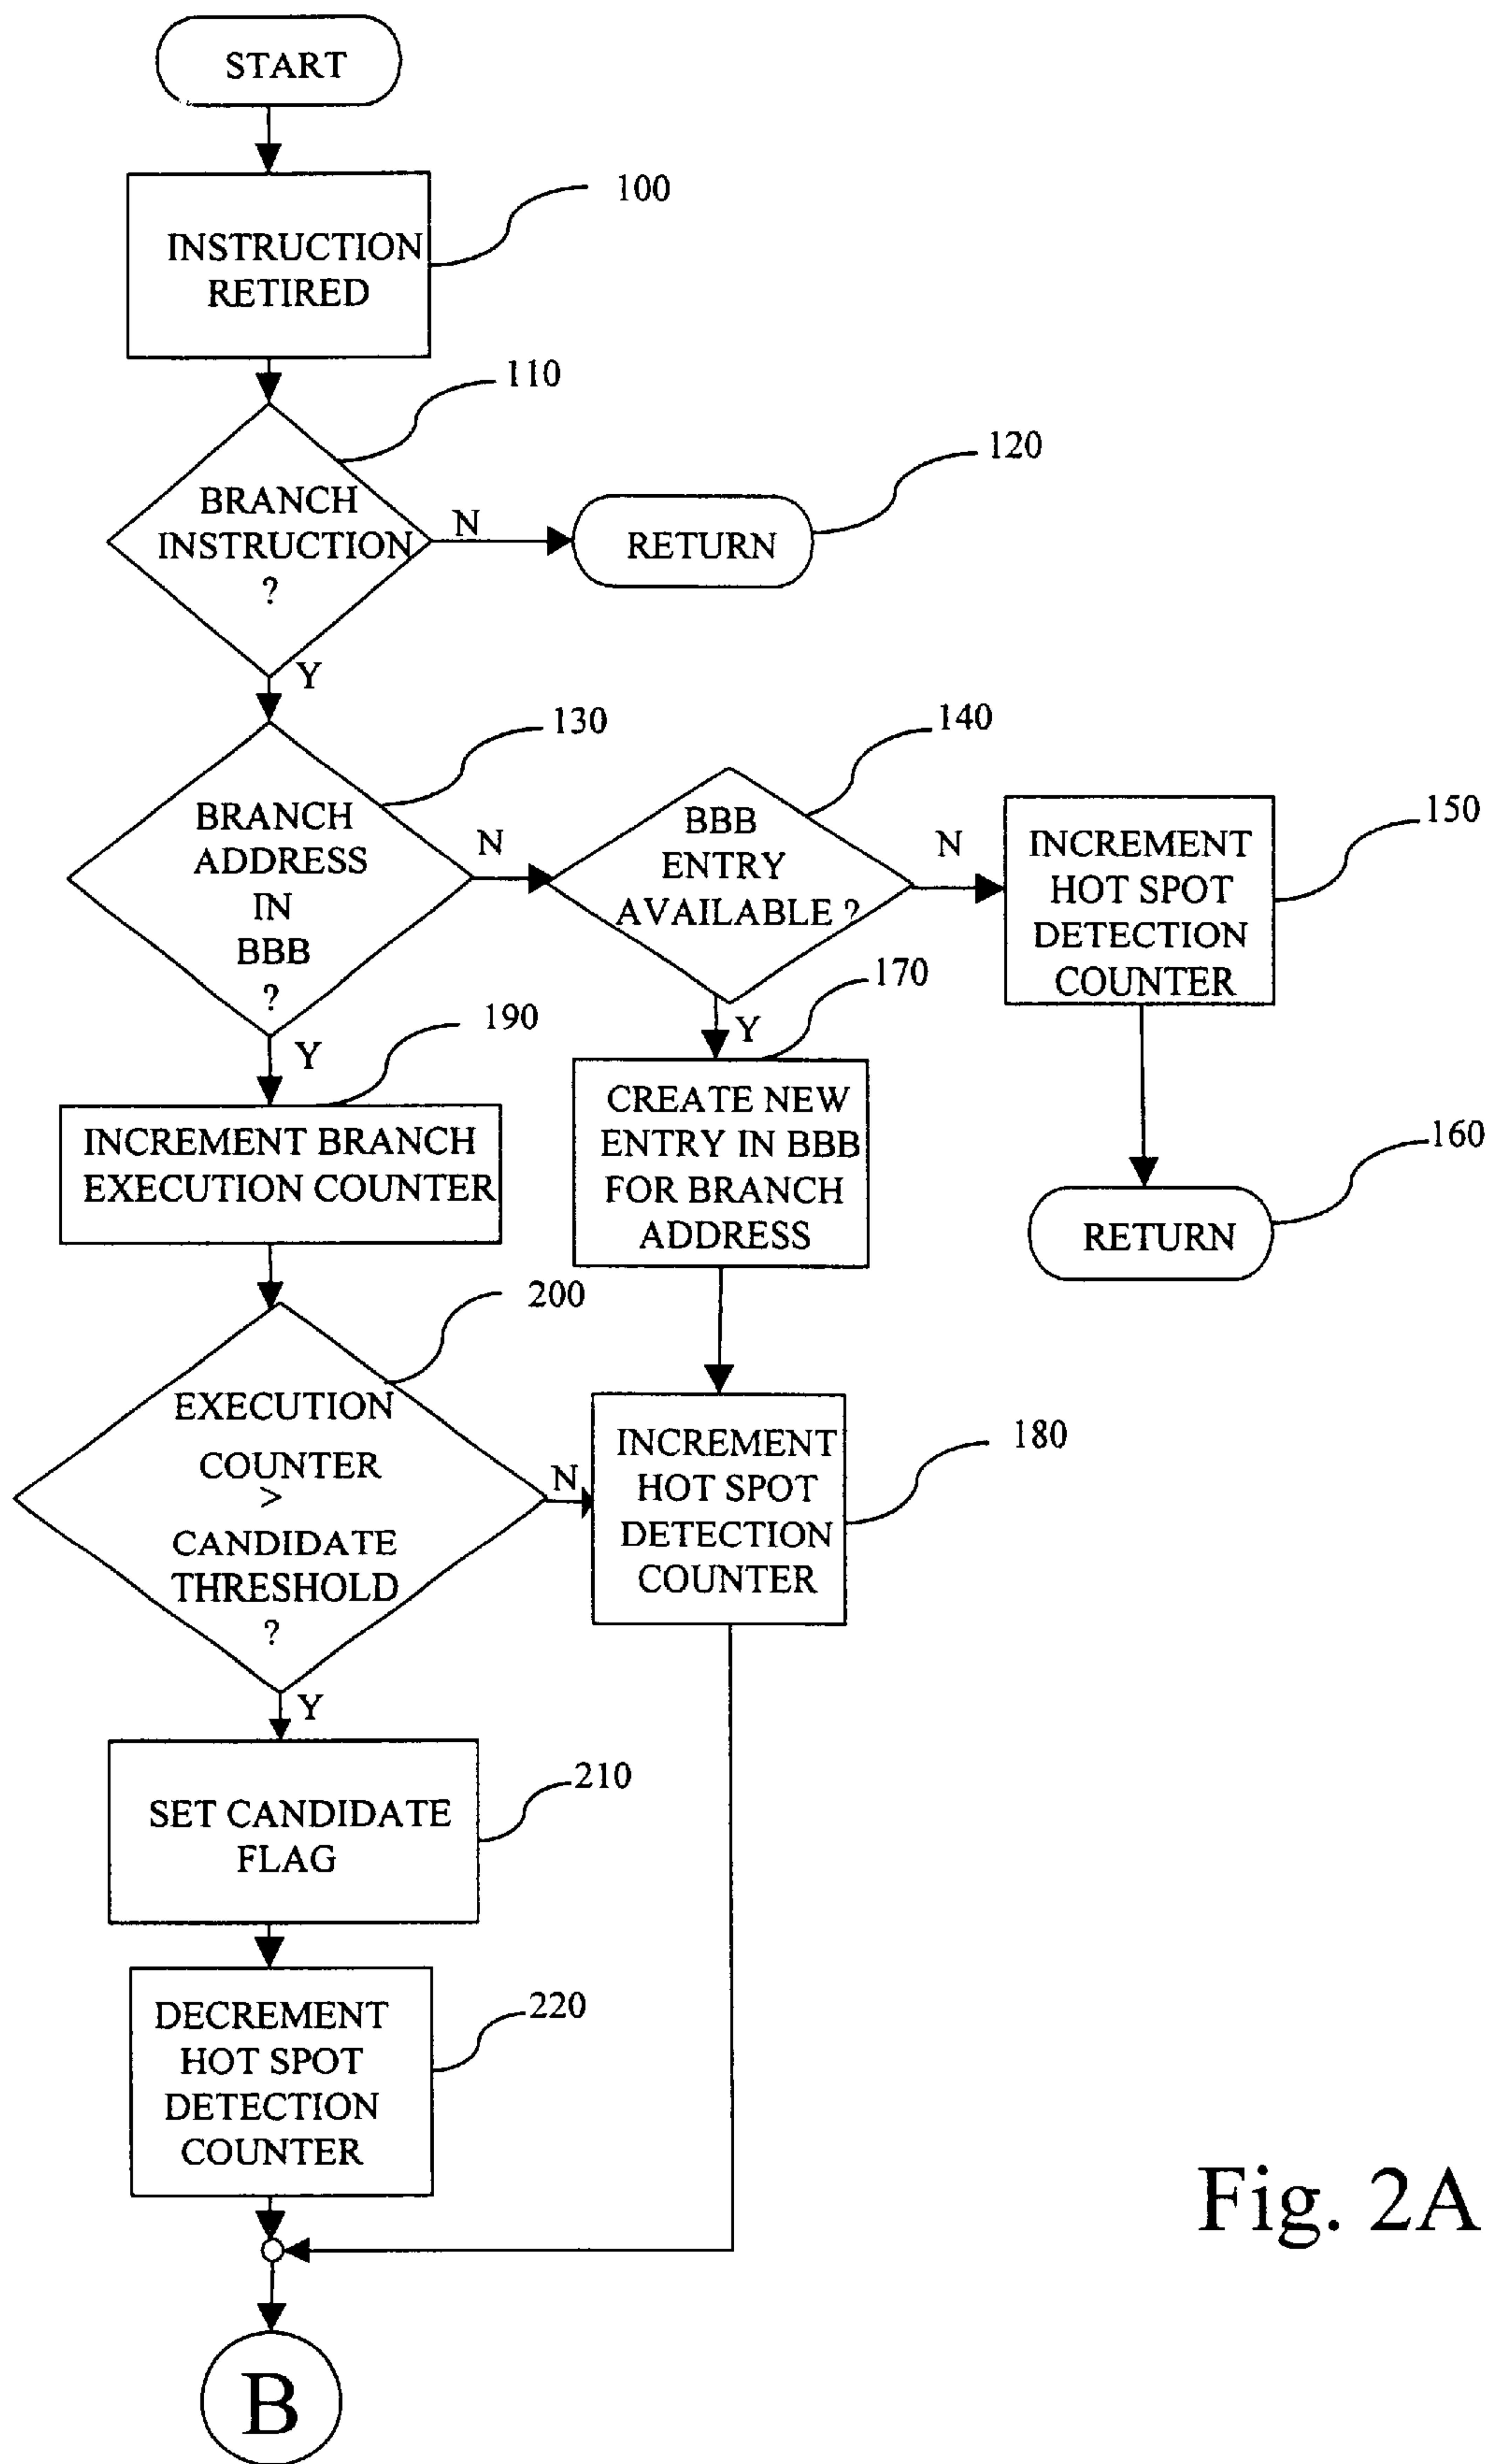 START
100
INSTRUCTION
RETIRED
110
BRANCH
INSTRUCTION
?
N
120
RETURN
Y
130
BRANCH
ADDRESS
IN
BBB
?
N
140
BBB
ENTRY
AVAILABLE ?
N
150
INCREMENT
HOT SPOT
DETECTION
COUNTER
160
RETURN
Y
170
CREATE NEW
ENTRY IN BBB
FOR BRANCH
ADDRESS
Y
190
INCREMENT BRANCH
EXECUTION COUNTER
200
EXECUTION
COUNTER
>
CANDIDATE
THRESHOLD
?
N
180
INCREMENT
HOT SPOT
DETECTION
COUNTER
Y
210
SET CANDIDATE
FLAG
220
DECREMENT
HOT SPOT
DETECTION
COUNTER
B
Fig. 2A